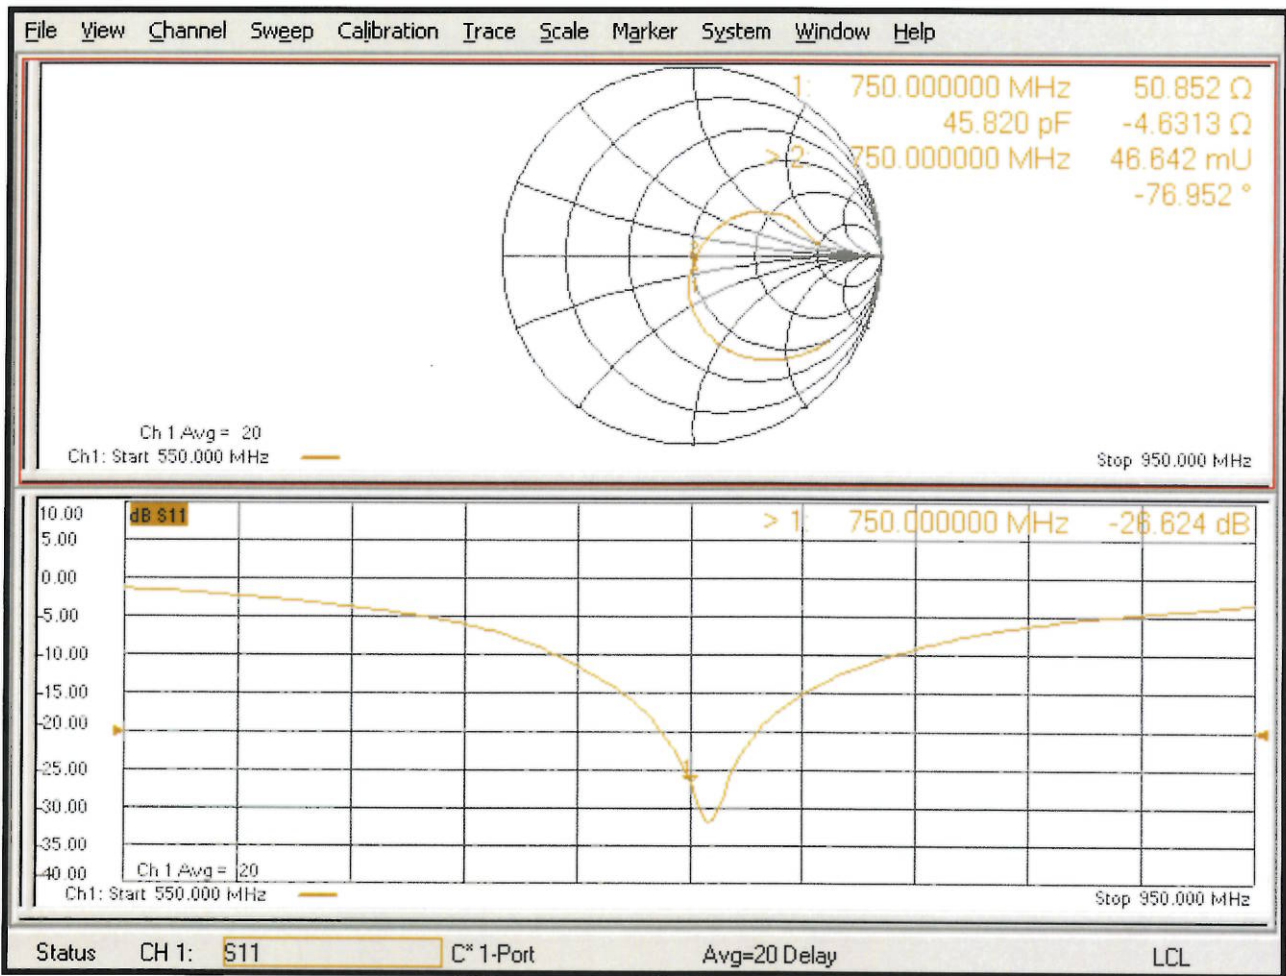 File View Channel Sweep Calibration Trace Scale Marker System Window Help
1: 750.000000 MHz 50.852 Ω
45.820 pF -4.6313 Ω
> 2: 750.000000 MHz 46.642 mU
-76.952 °
Ch 1 Avg = 20
Ch1: Start 550.000 MHz
Stop 950.000 MHz
10.00
dB S11
> 1: 750.000000 MHz -26.624 dB
5.00
0.00
-5.00
-10.00
-15.00
-20.00
-25.00
1
-30.00
-35.00
-40.00
Ch 1 Avg = 20
Ch1: Start 550.000 MHz
Stop 950.000 MHz
Status CH 1: S11 C* 1-Port Avg=20 Delay LCL